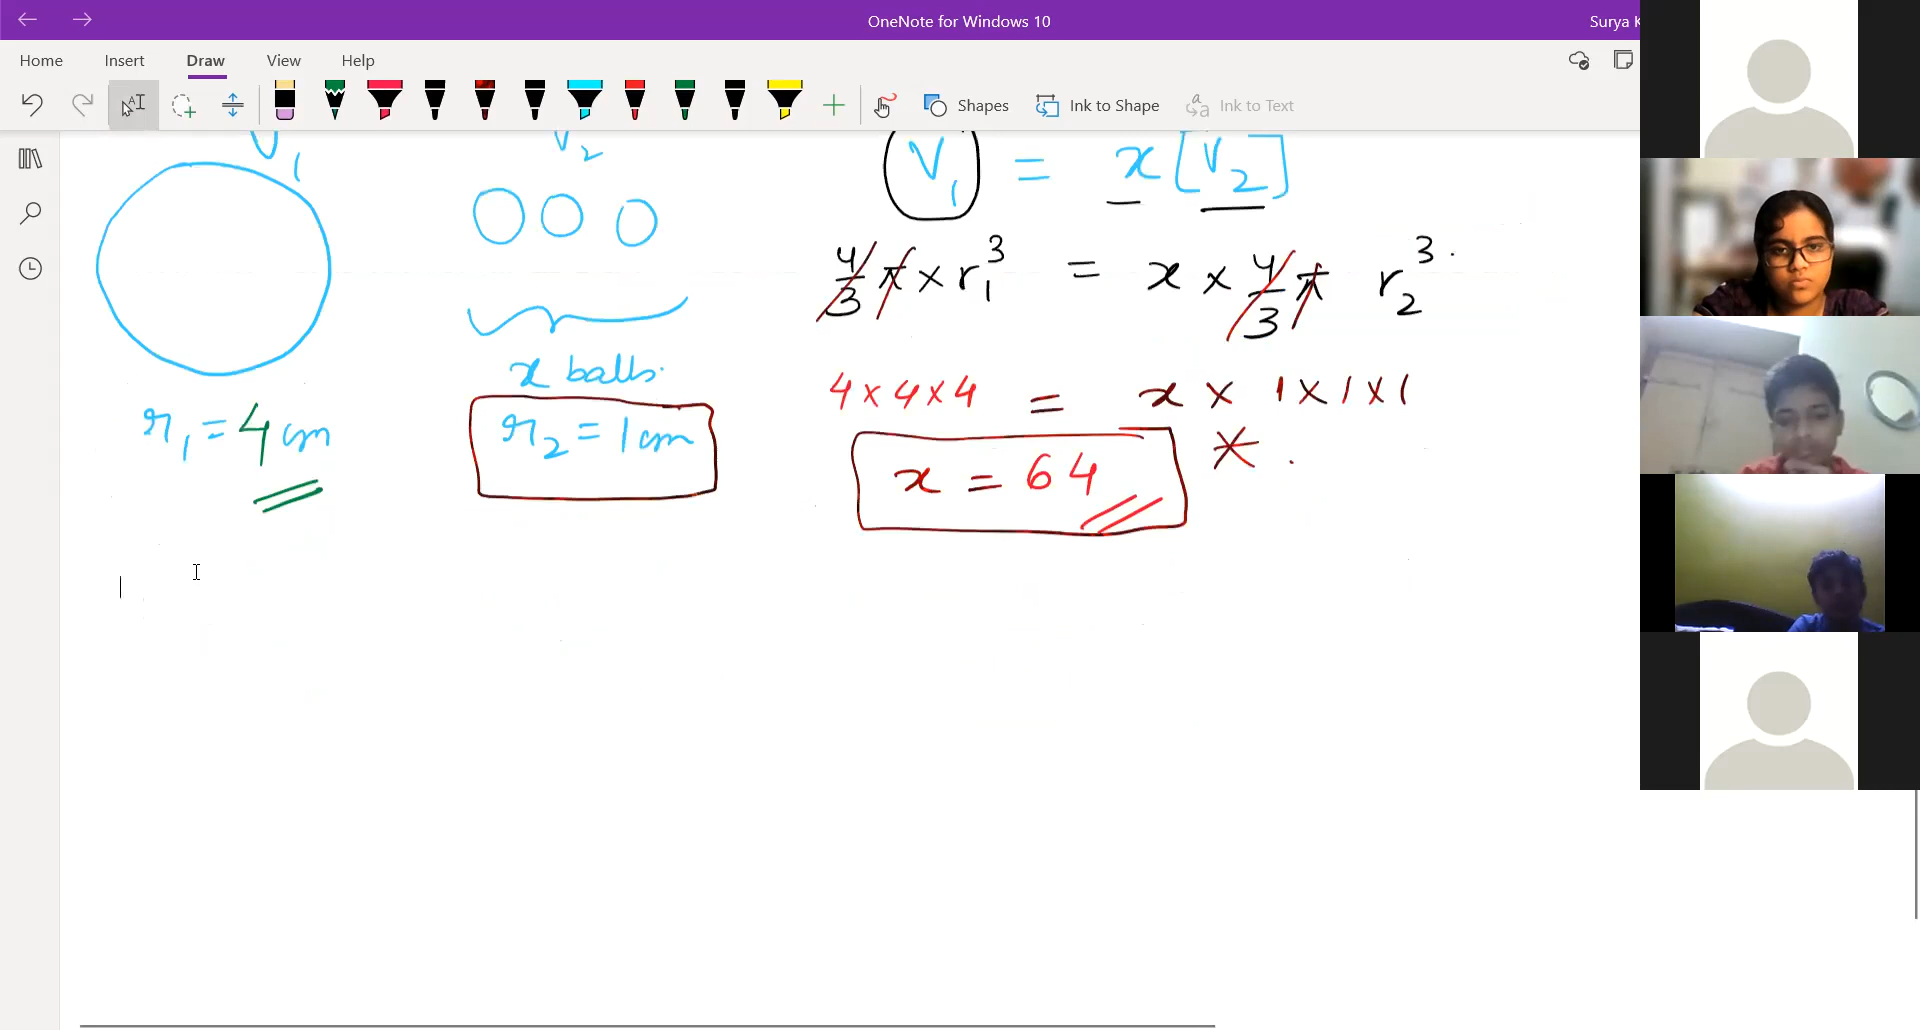 OneNote for Windows 10
Surya K
Home Insert Draw View Help
Shapes Ink to Shape Ink to Text
V₁ V₂
V₁ = x[V₂]
4/3 π × r₁³ = x × 4/3 π r₂³.
x balls.
4 × 4 × 4 = x × 1 × 1 × 1
r₁ = 4 cm
r₂ = 1 cm
x = 64